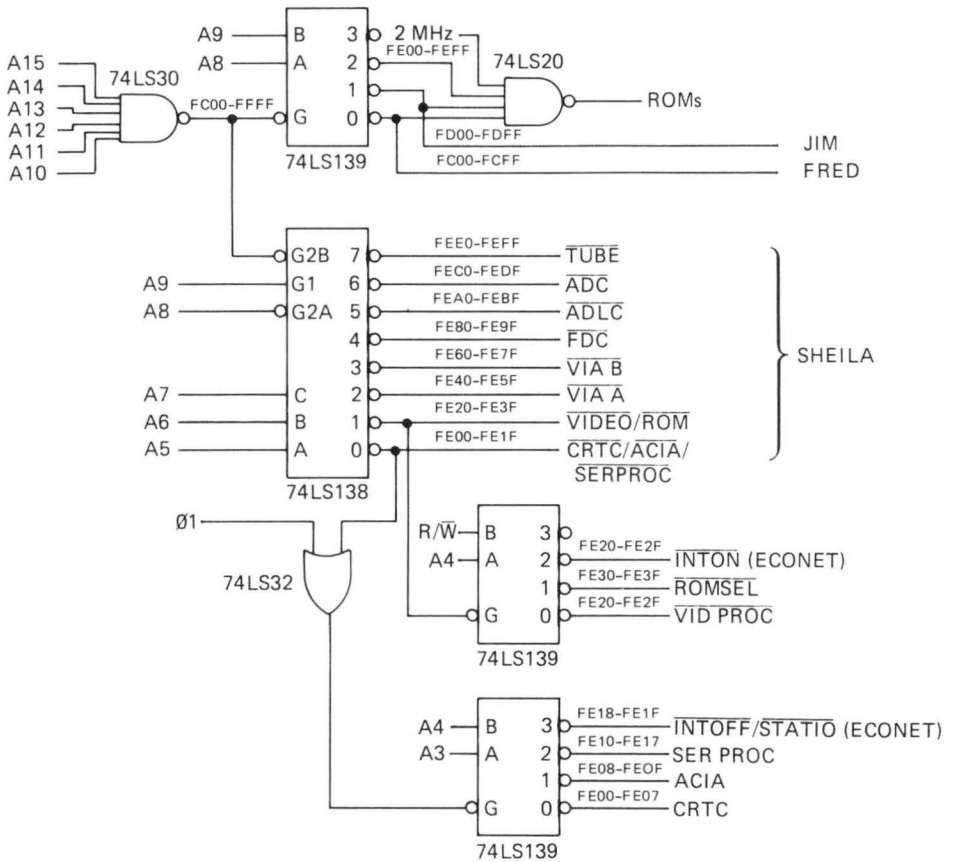 A9 B 3 2 MHz
FE00-FEFF 74LS20
A8 A 2
A15 74LS30
A14 1
A13 FC00-FFFF ROMs
A12 G 0
A11 FD00-FDFF JIM
A10 74LS139 FC00-FCFF FRED
G2B 7 FEE0-FEFF TUBE
A9 G1 6 FEC0-FEDF ADC
A8 G2A 5 FEA0-FEBF ADLC
4 FE80-FE9F FDC
3 FE60-FE7F VIA B
SHEILA
A7 C 2 FE40-FE5F VIA A
A6 B 1 FE20-FE3F VIDEO/ROM
A5 A 0 FE00-FE1F CRTC/ACIA/
SERPROC
74LS138
Ø1
R/W B 3
A4 A 2 FE20-FE2F INTON (ECONET)
74LS32
1 FE30-FE3F ROMSEL
G 0 FE20-FE2F VID PROC
74LS139
A4 B 3 FE18-FE1F INTOFF/STATIO (ECONET)
A3 A 2 FE10-FE17 SER PROC
1 FE08-FEOF ACIA
G 0 FE00-FE07 CRTC
74LS139